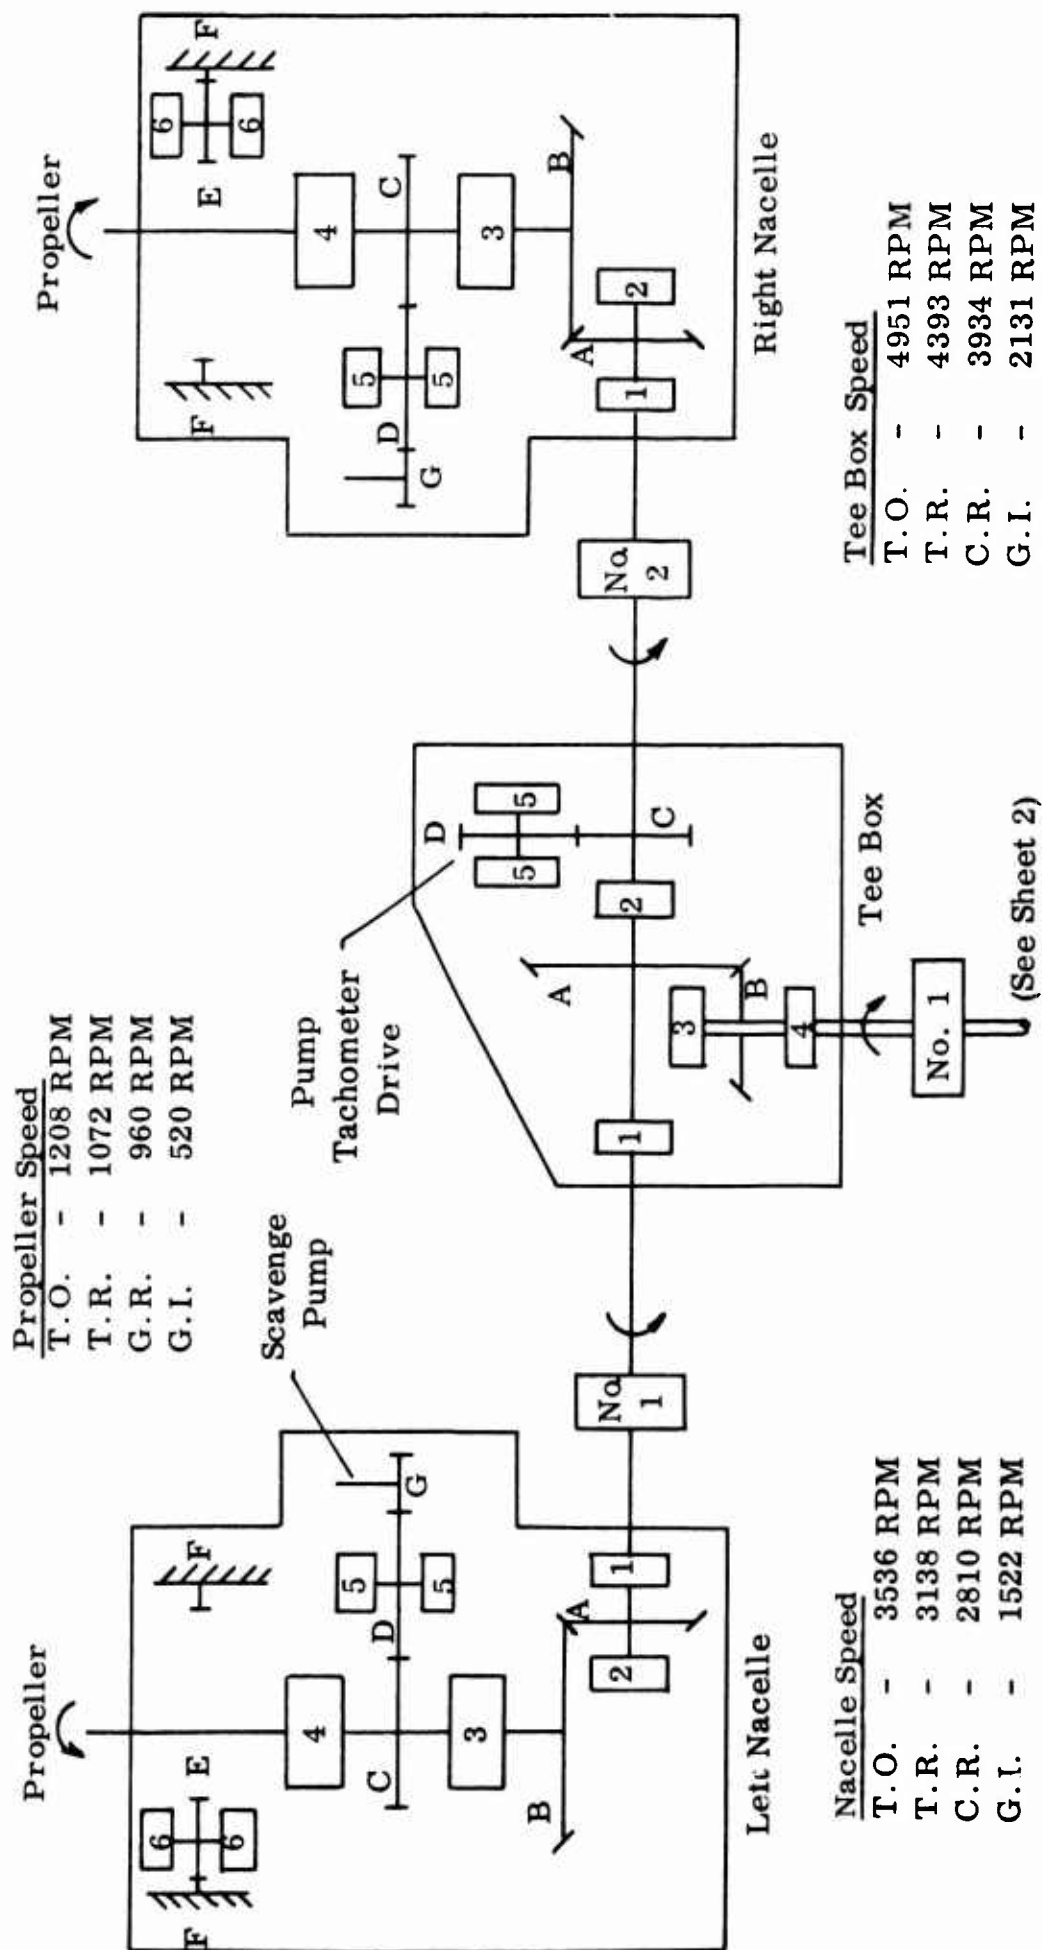 Propeller Speed
T.O. - 1208 RPM
T.R. - 1072 RPM
G.R. - 960 RPM
G.I. - 520 RPM
Propeller
F
6
6
E
F
4
C
D
5
5
G
3
B
A
2
1
Left Nacelle
Scavenge
Pump
No
1
Pump
Tachometer
Drive
D
5
5
C
1
2
A
3
B
4
Tee Box
No. 1
(See Sheet 2)
No.
2
Propeller
F
E
6
6
F
4
C
D
5
5
G
3
B
A
1
2
Right Nacelle
Nacelle Speed
T.O. - 3536 RPM
T.R. - 3138 RPM
C.R. - 2810 RPM
G.I. - 1522 RPM
Tee Box Speed
T.O. - 4951 RPM
T.R. - 4393 RPM
C.R. - 3934 RPM
G.I. - 2131 RPM